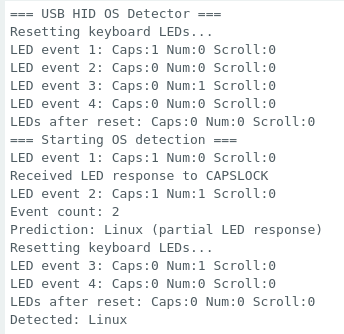 === USB HID OS Detector ===
Resetting keyboard LEDs...
LED event 1: Caps:1 Num:0 Scroll:0
LED event 2: Caps:0 Num:0 Scroll:0
LED event 3: Caps:0 Num:1 Scroll:0
LED event 4: Caps:0 Num:0 Scroll:0
LEDs after reset: Caps:0 Num:0 Scroll:0
=== Starting OS detection ===
LED event 1: Caps:1 Num:0 Scroll:0
Received LED response to CAPSLOCK
LED event 2: Caps:1 Num:1 Scroll:0
Event count: 2
Prediction: Linux (partial LED response)
Resetting keyboard LEDs...
LED event 3: Caps:0 Num:1 Scroll:0
LED event 4: Caps:0 Num:0 Scroll:0
LEDs after reset: Caps:0 Num:0 Scroll:0
Detected: Linux